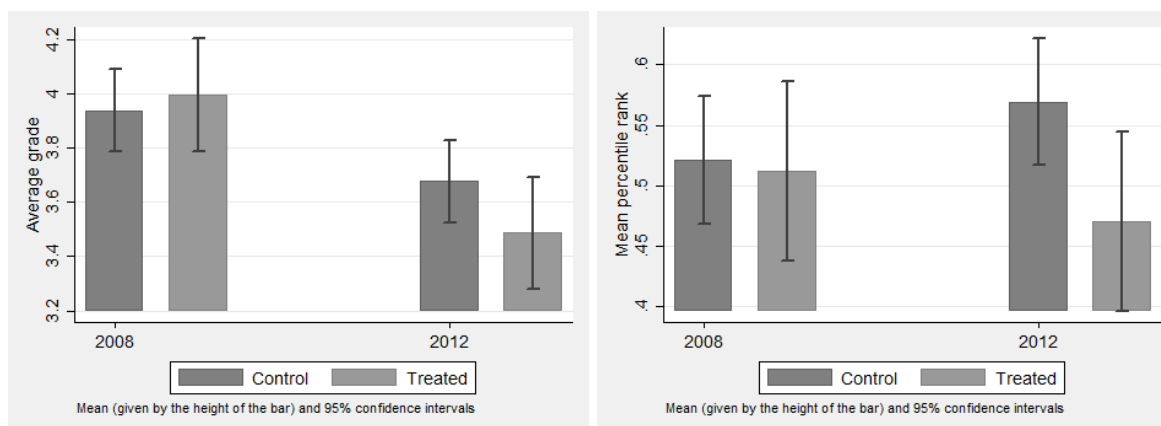 Average grade
4.2
4
3.8
3.6
3.4
3.2
2008 2012
Control Treated
Mean (given by the height of the bar) and 95% confidence intervals
Mean percentile rank
.6
.55
.5
.45
.4
2008 2012
Control Treated
Mean (given by the height of the bar) and 95% confidence intervals